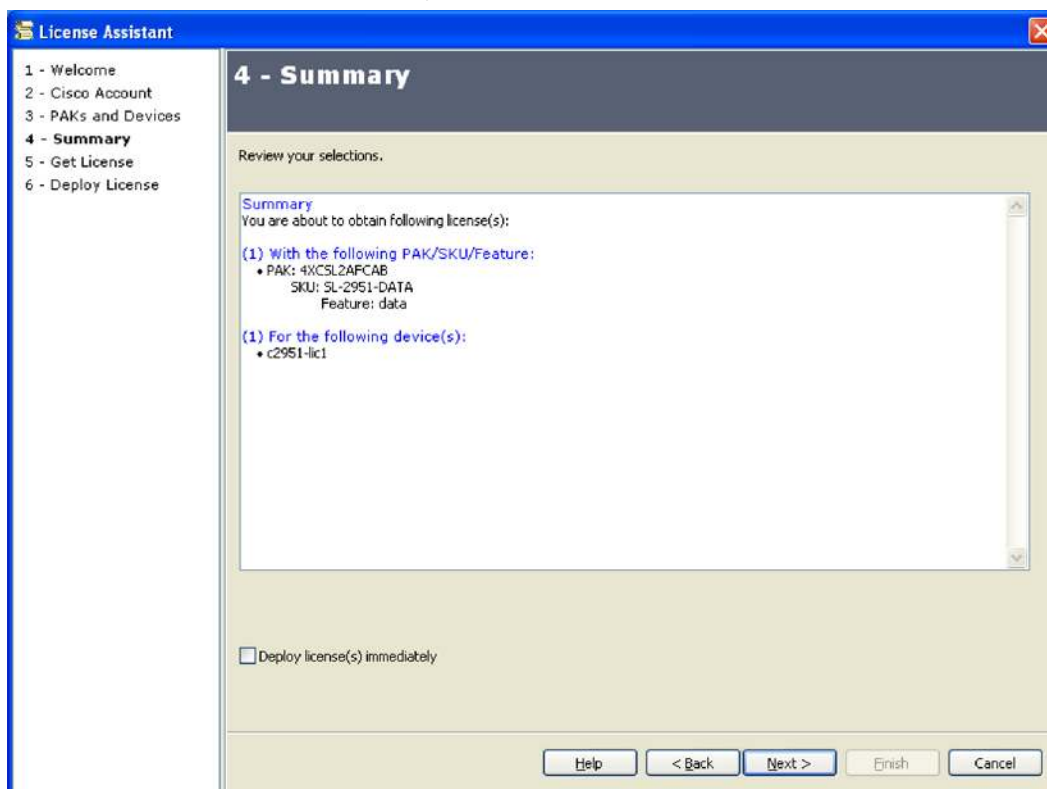 License Assistant
1 - Welcome
2 - Cisco Account
3 - PAKs and Devices
4 - Summary
5 - Get License
6 - Deploy License
4 - Summary
Review your selections.
Summary
You are about to obtain following license(s):
(1) With the following PAK/SKU/Feature:
• PAK: 4XCSL2AFCAB
SKU: SL-2951-DATA
Feature: data
(1) For the following device(s):
• c2951-lic1
Deploy license(s) immediately
Help
< Back
Next >
Finish
Cancel